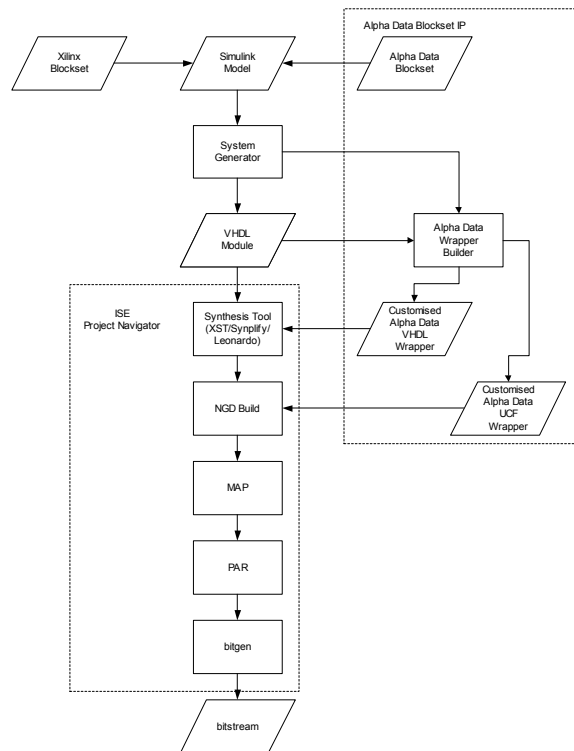 Alpha Data Blockset IP
Xilinx
Blockset
Simulink
Model
Alpha Data
Blockset
System
Generator
VHDL
Module
Alpha Data
Wrapper
Builder
ISE
Project Navigator
Synthesis Tool
(XST/Synplify/
Leonardo)
Customised
Alpha Data
VHDL
Wrapper
NGD Build
Customised
Alpha Data
UCF
Wrapper
MAP
PAR
bitgen
bitstream